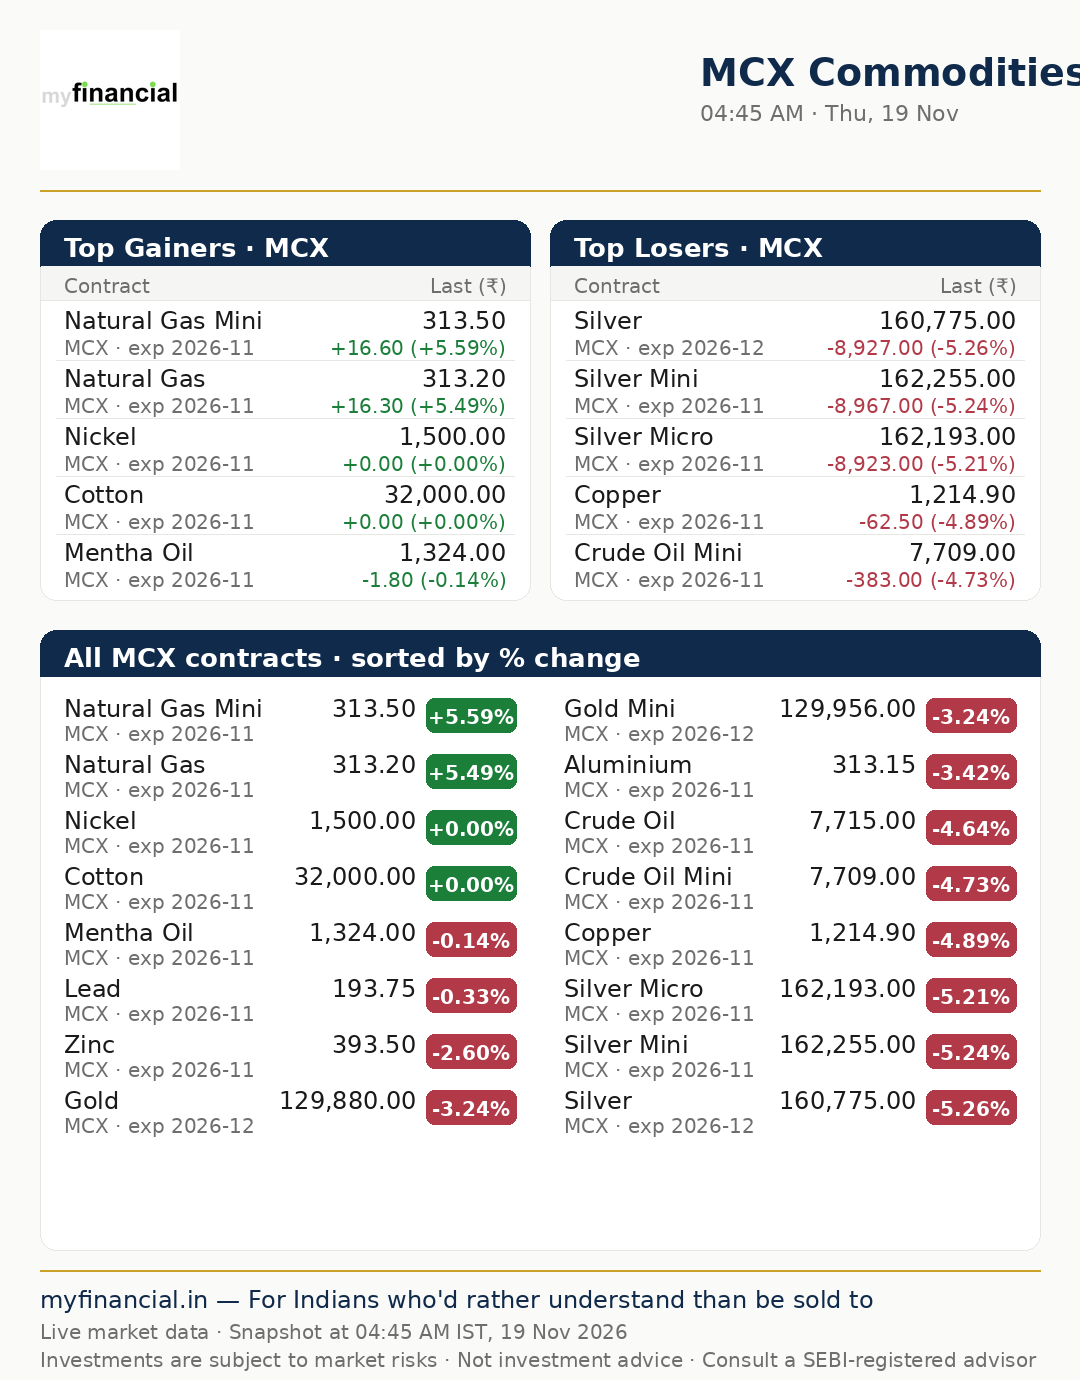 myfinancial
MCX Commodities
04:45 AM · Thu, 19 Nov
Top Gainers · MCX
Contract Last (₹)
Natural Gas Mini 313.50
MCX · exp 2026-11 +16.60 (+5.59%)
Natural Gas 313.20
MCX · exp 2026-11 +16.30 (+5.49%)
Nickel 1,500.00
MCX · exp 2026-11 +0.00 (+0.00%)
Cotton 32,000.00
MCX · exp 2026-11 +0.00 (+0.00%)
Mentha Oil 1,324.00
MCX · exp 2026-11 -1.80 (-0.14%)
Top Losers · MCX
Contract Last (₹)
Silver 160,775.00
MCX · exp 2026-12 -8,927.00 (-5.26%)
Silver Mini 162,255.00
MCX · exp 2026-11 -8,967.00 (-5.24%)
Silver Micro 162,193.00
MCX · exp 2026-11 -8,923.00 (-5.21%)
Copper 1,214.90
MCX · exp 2026-11 -62.50 (-4.89%)
Crude Oil Mini 7,709.00
MCX · exp 2026-11 -383.00 (-4.73%)
All MCX contracts · sorted by % change
Natural Gas Mini 313.50 +5.59%
MCX · exp 2026-11
Natural Gas 313.20 +5.49%
MCX · exp 2026-11
Nickel 1,500.00 +0.00%
MCX · exp 2026-11
Cotton 32,000.00 +0.00%
MCX · exp 2026-11
Mentha Oil 1,324.00 -0.14%
MCX · exp 2026-11
Lead 193.75 -0.33%
MCX · exp 2026-11
Zinc 393.50 -2.60%
MCX · exp 2026-11
Gold 129,880.00 -3.24%
MCX · exp 2026-12
Gold Mini 129,956.00 -3.24%
MCX · exp 2026-12
Aluminium 313.15 -3.42%
MCX · exp 2026-11
Crude Oil 7,715.00 -4.64%
MCX · exp 2026-11
Crude Oil Mini 7,709.00 -4.73%
MCX · exp 2026-11
Copper 1,214.90 -4.89%
MCX · exp 2026-11
Silver Micro 162,193.00 -5.21%
MCX · exp 2026-11
Silver Mini 162,255.00 -5.24%
MCX · exp 2026-11
Silver 160,775.00 -5.26%
MCX · exp 2026-12
myfinancial.in — For Indians who'd rather understand than be sold to
Live market data · Snapshot at 04:45 AM IST, 19 Nov 2026
Investments are subject to market risks · Not investment advice · Consult a SEBI-registered advisor